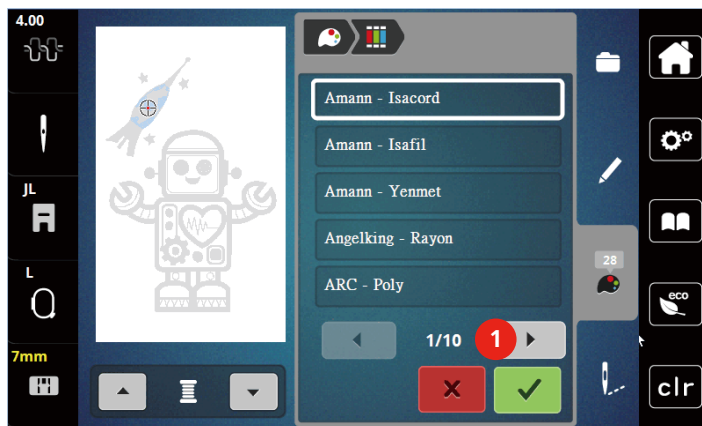 4.00
JL
L
7mm
Amann - Isacord
Amann - Isafil
Amann - Yenmet
Angelking - Rayon
ARC - Poly
1/10
1
28
eco
clr